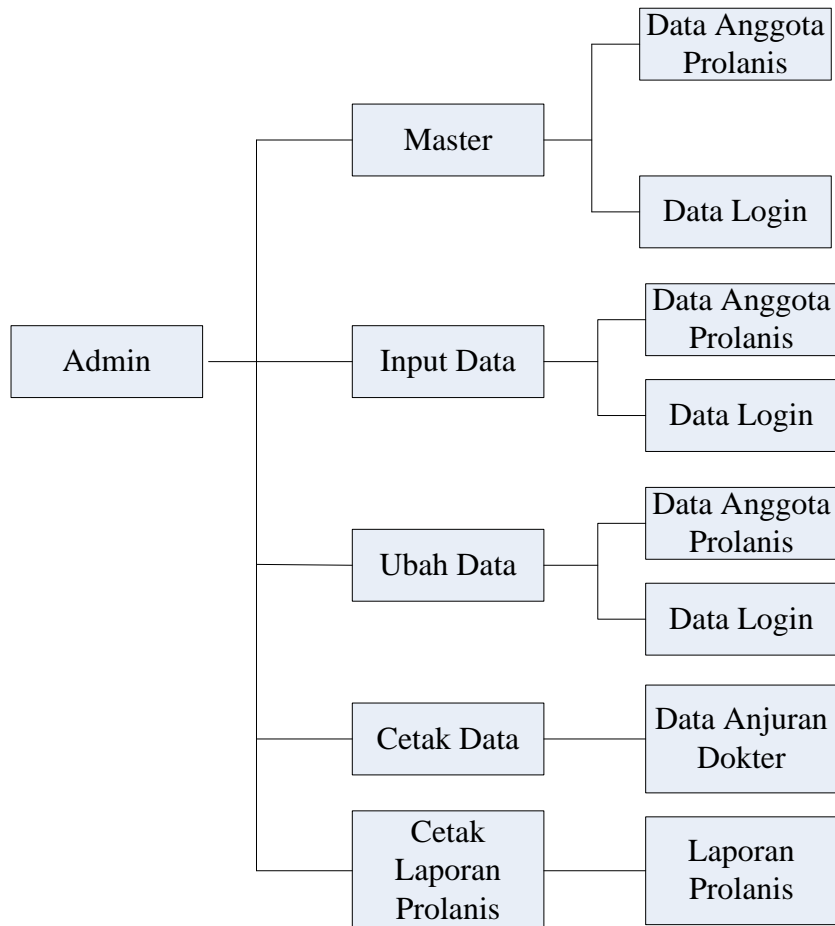 Admin
Master
Data Anggota
Prolanis
Data Login
Input Data
Data Anggota
Prolanis
Data Login
Ubah Data
Data Anggota
Prolanis
Data Login
Cetak Data
Data Anjuran
Dokter
Cetak
Laporan
Prolanis
Laporan
Prolanis